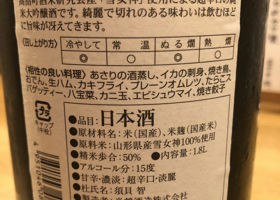 米大吟醸酒です。綺麗で切れのある味わいは飲むほど
に旨味が冴えてきます。
〈召し上がり方〉
冷やして 常温 ぬる燗 熱燗
◎ ○ ◎ ○
〈相性の良い料理〉あさりの酒蒸し、イカの刺身、焼き鳥、
おでん、カキフライ、プレーンオムレツ、たらこス
パゲッティー、八宝菜、カニ玉、エビシュウマイ、焼き餃子
●品目：日本酒
●原材料名：米(国産)、米麹(国産米)
●原料米：山形県産雪女神100%使用
●精米歩合：50% ●内容量：1.8L
●アルコール分：15度
●甘辛・濃淡：超辛口・淡麗
●杜氏名：須貝 智